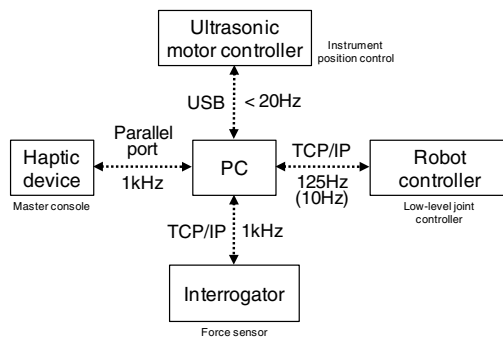 Ultrasonic
motor controller
Instrument
position control
USB
< 20Hz
Parallel
port
1kHz
Haptic
device
Master console
PC
TCP/IP
125Hz
(10Hz)
Robot
controller
Low-level joint
controller
TCP/IP
1kHz
Interrogator
Force sensor